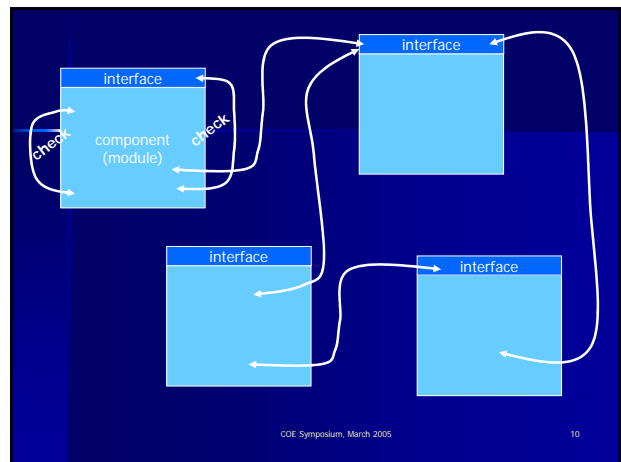 interface
interface
check
component
(module)
check
interface
interface
COE Symposium, March 2005
10